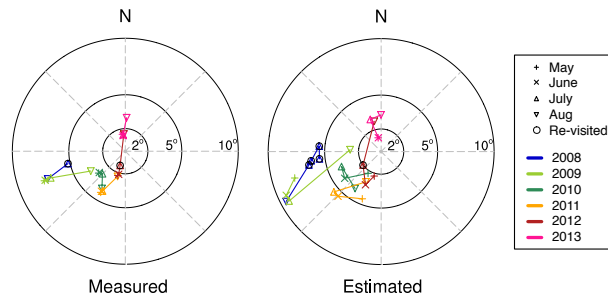 N
N
2° 5° 10°
2° 5° 10°
Measured
Estimated
May
June
July
Aug
Re-visited
2008
2009
2010
2011
2012
2013